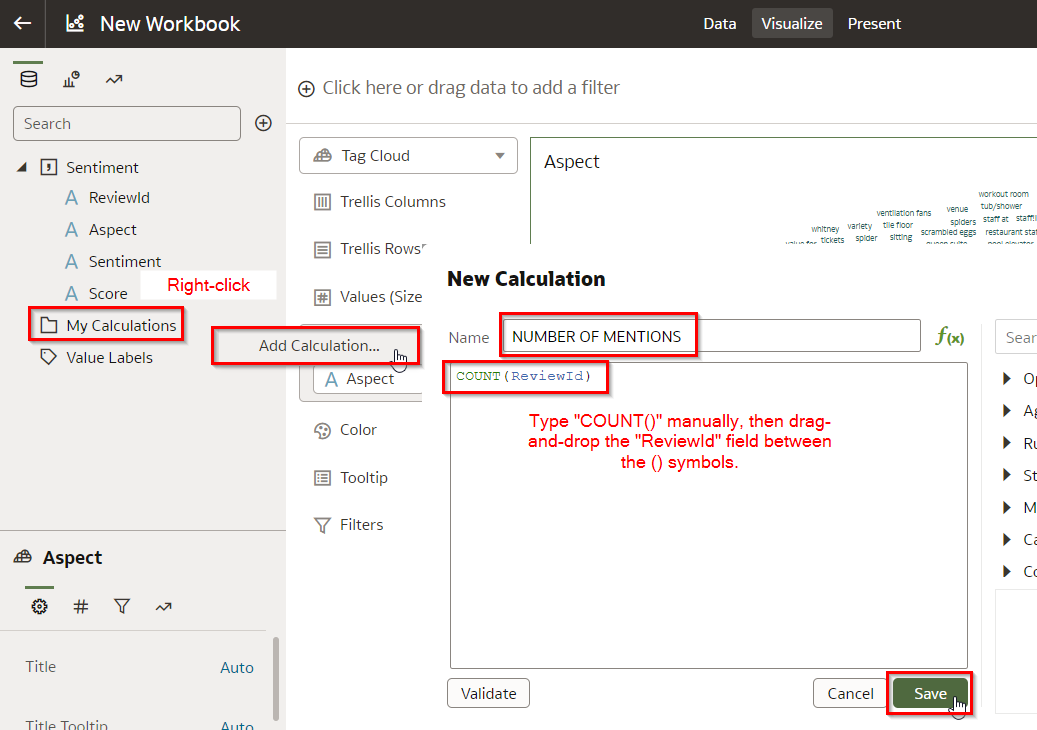 New Workbook
Data
Visualize
Present
Search
Click here or drag data to add a filter
Sentiment
ReviewId
Aspect
Sentiment
Score
Right-click
My Calculations
Add Calculation...
Value Labels
Tag Cloud
Trellis Columns
Trellis Rows
Values (Size
Aspect
Color
Tooltip
Filters
Aspect
workout room
venue
tub/shower
ventilation fans
spiders
staff at
whitney
variety
tile floor
scrambled eggs
restaurant staf
tickets
spider
sitting
New Calculation
Name
NUMBER OF MENTIONS
f(x)
Sear
COUNT(ReviewId)
Type "COUNT()" manually, then drag-
and-drop the "ReviewId" field between
the () symbols.
Op
Ag
Ru
St
M
Ca
Co
Validate
Cancel
Save
Aspect
Title
Auto
Title Tooltip
Auto